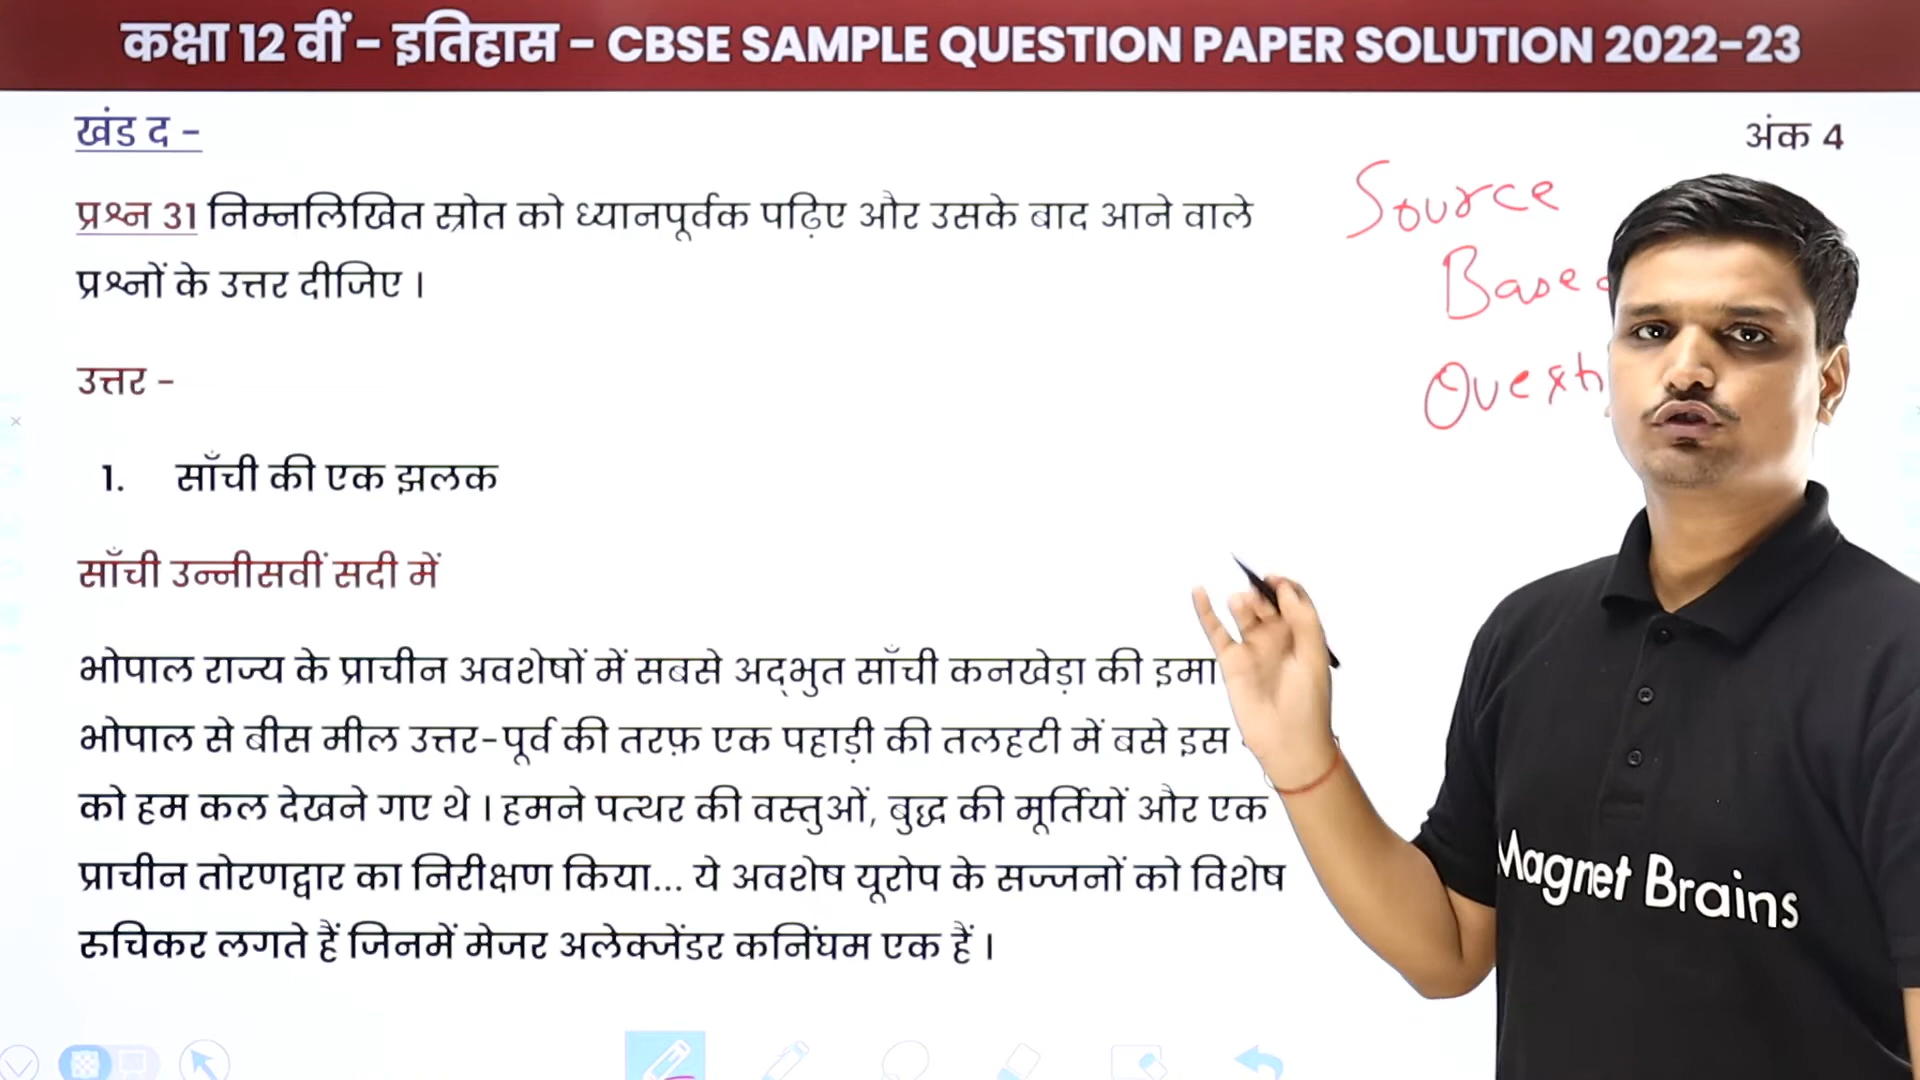 कक्षा 12 वीं - इतिहास - CBSE SAMPLE QUESTION PAPER SOLUTION 2022-23
खंड द -
अंक 4
प्रश्न 31 निम्नलिखित स्रोत को ध्यानपूर्वक पढ़िए और उसके बाद आने वाले
प्रश्नों के उत्तर दीजिए ।
Source
Based
उत्तर -
1. साँची की एक झलक
साँची उन्नीसवीं सदी में
भोपाल राज्य के प्राचीन अवशेषों में सबसे अद्भुत साँची कनखेड़ा की
भोपाल से बीस मील उत्तर-पूर्व की तरफ़ एक पहाड़ी की तलहटी में बसे इस
को हम कल देखने गए थे । हमने पत्थर की वस्तुओं, बुद्ध की मूर्तियों और एक
प्राचीन तोरणद्वार का निरीक्षण किया... ये अवशेष यूरोप के सज्जनों को विशेष
रुचिकर लगते हैं जिनमें मेजर अलेक्जेंडर कनिंघम एक हैं ।
Magnet Brains